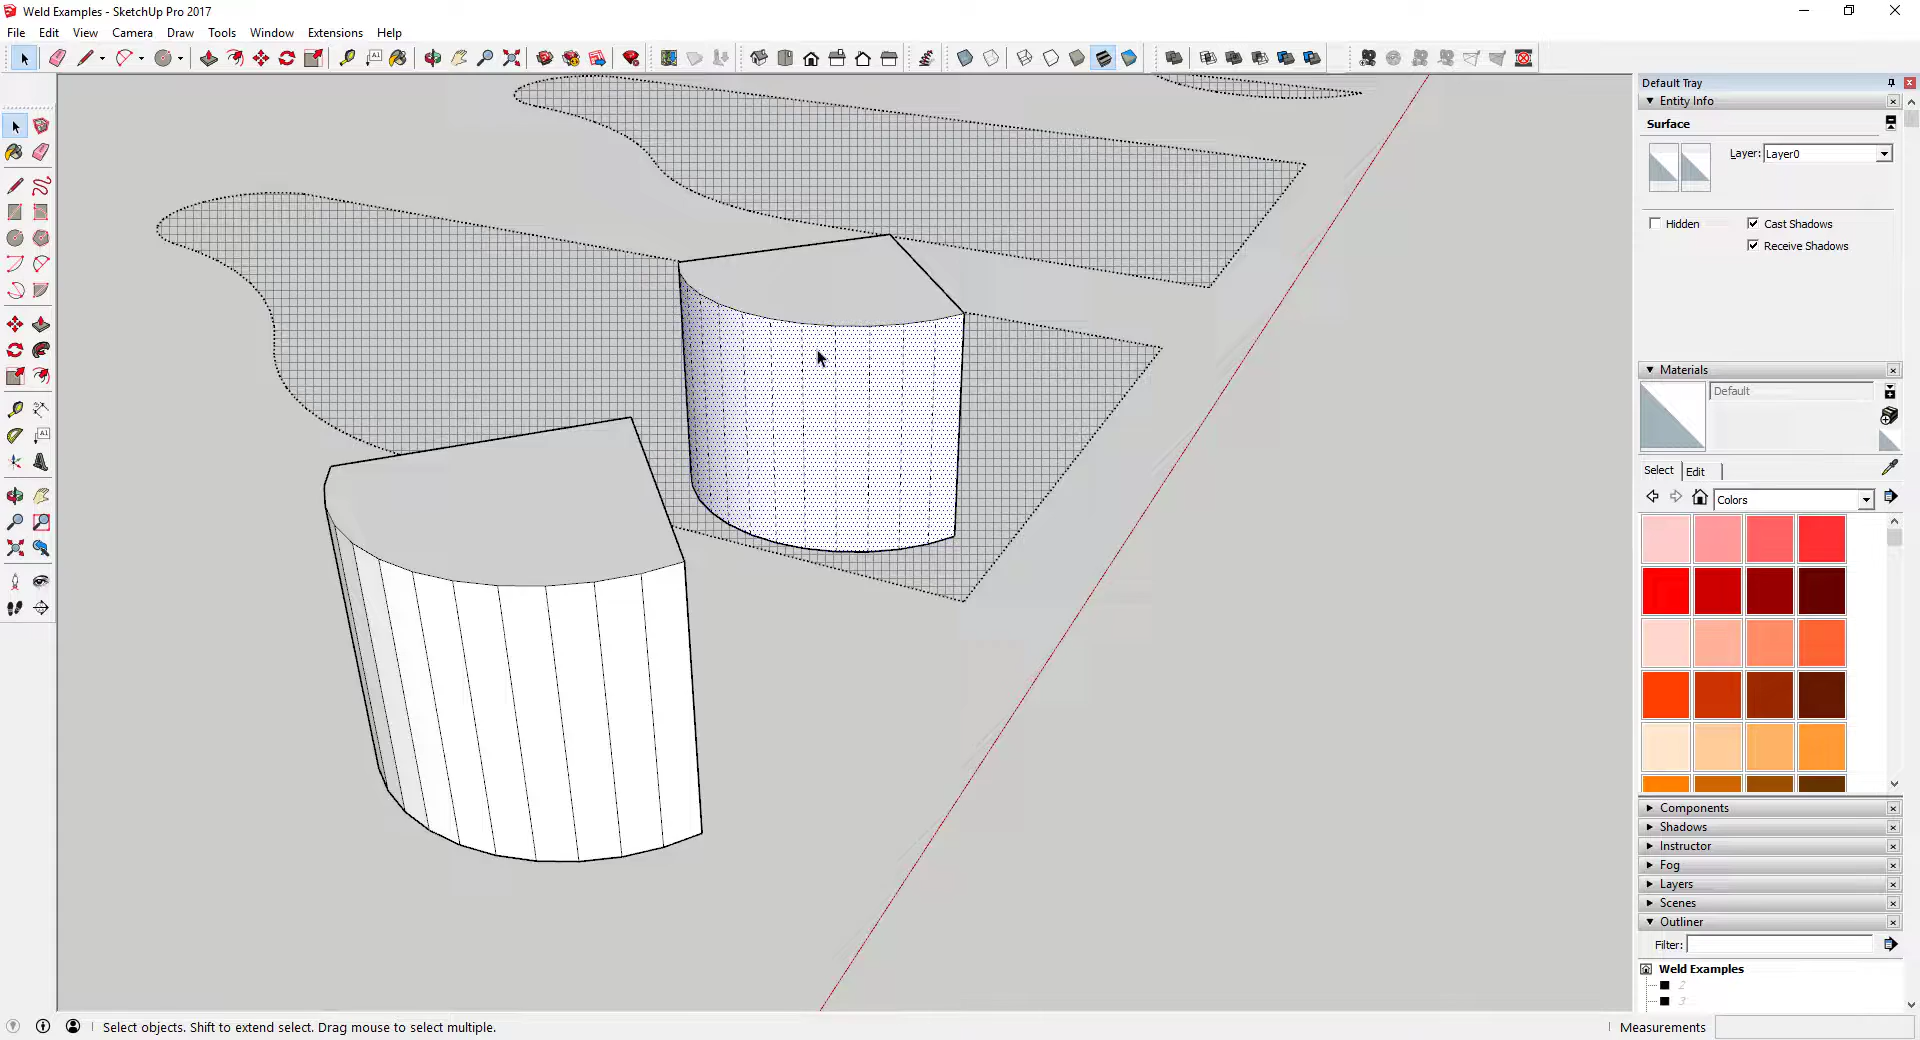 Weld Examples - SketchUp Pro 2017
File Edit View Camera Draw Tools Window Extensions Help
Default Tray
Entity Info
Surface
Layer: Layer0
Hidden
Cast Shadows
Receive Shadows
Materials
Default
Select Edit
Colors
Components
Shadows
Instructor
Fog
Layers
Scenes
Outliner
Filter:
Weld Examples
2
3
Select objects. Shift to extend select. Drag mouse to select multiple.
Measurements